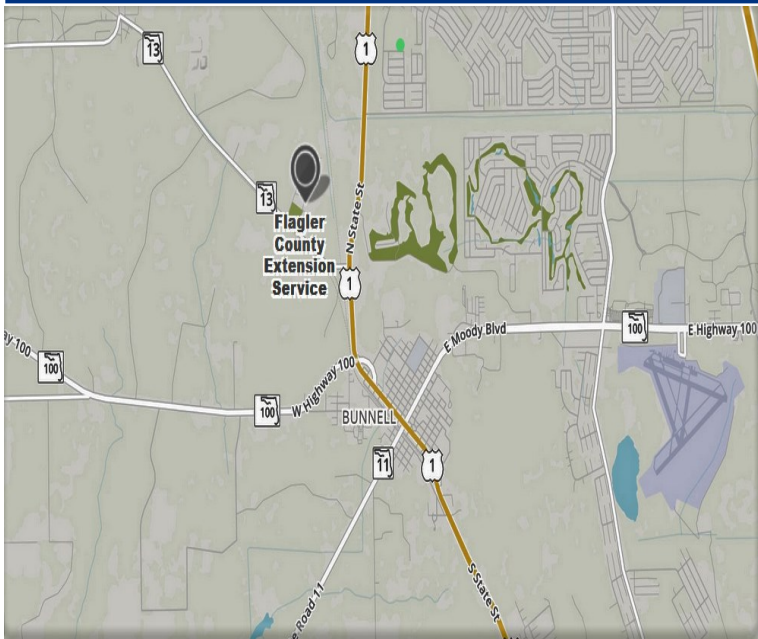 13
1
13
Flagler
County
Extension
Service
N State St
1
100
E Highway 100
E Moody Blvd
ay 100
100
W Highway 100
100
BUNNELL
11
1
e Road 11
S State St